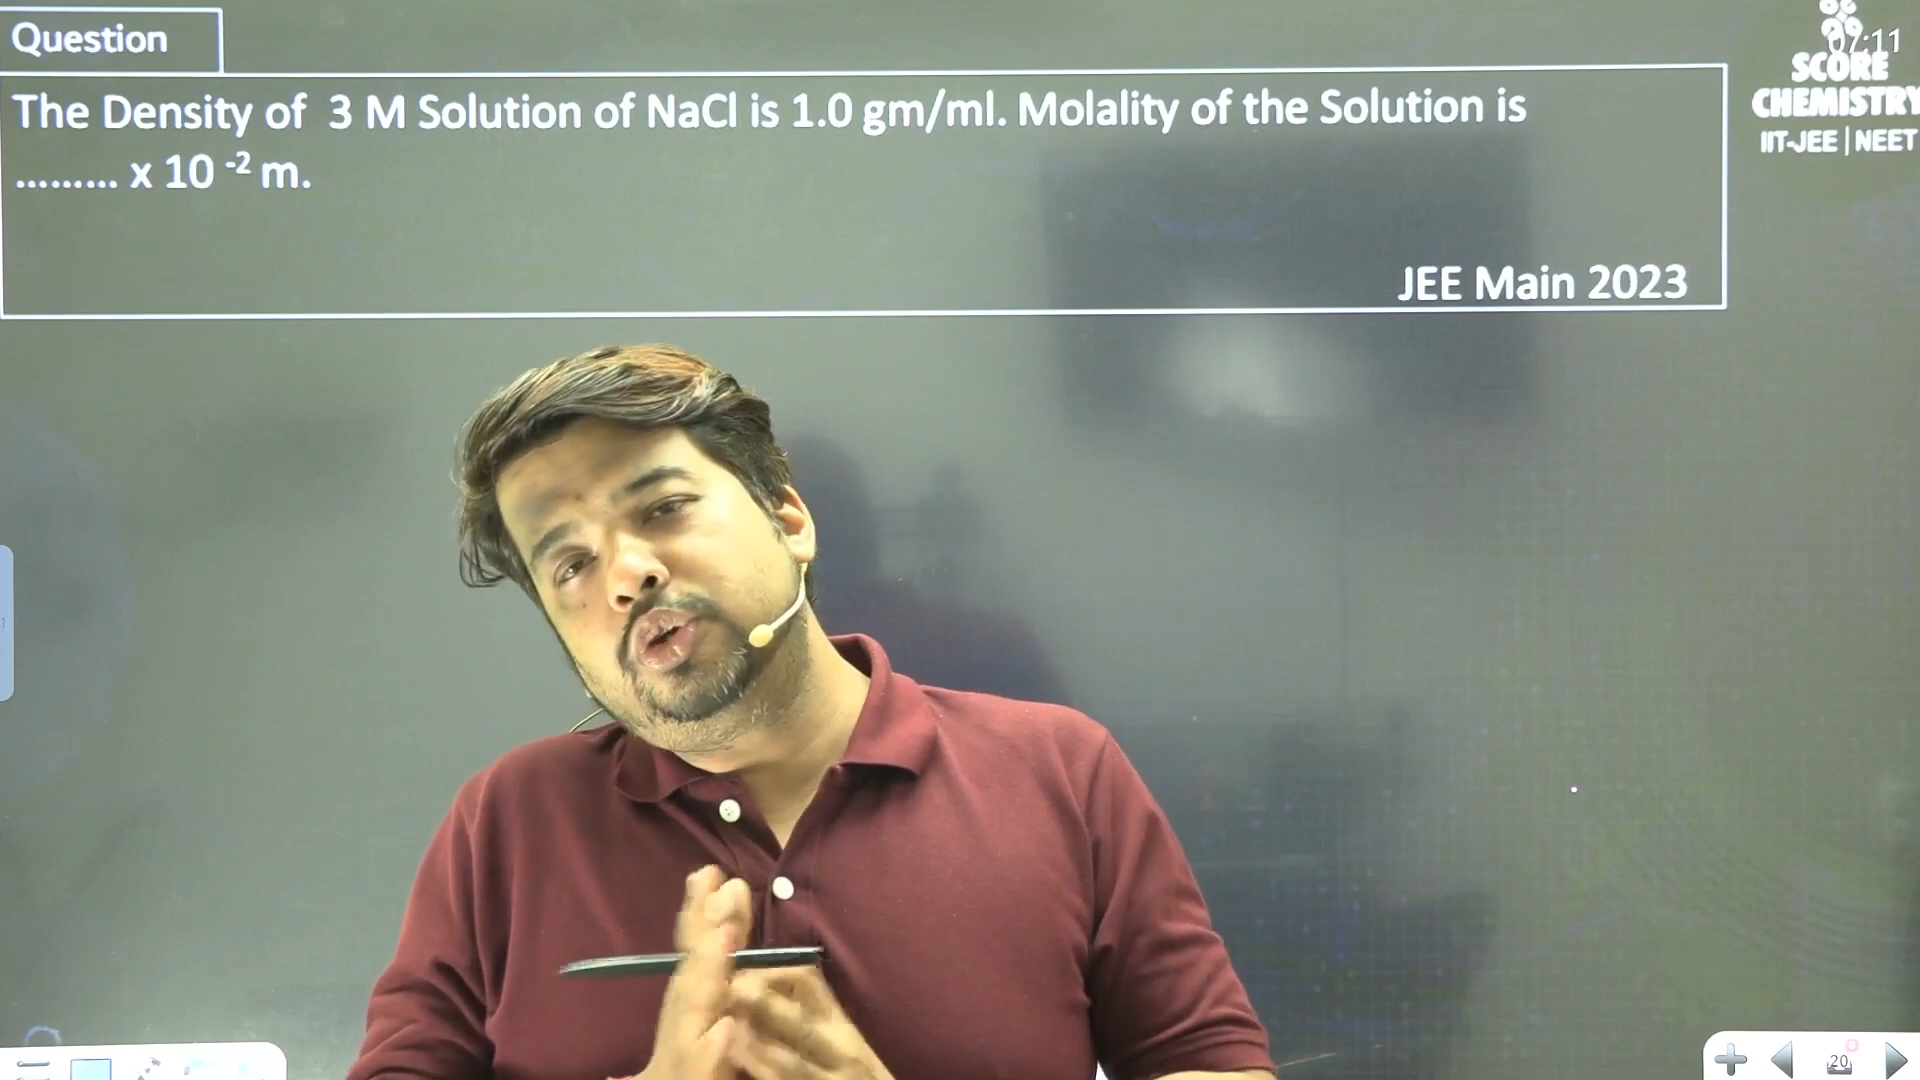 Question
07:11
SCORE
CHEMISTRY
IIT-JEE | NEET
The Density of 3 M Solution of NaCl is 1.0 gm/ml. Molality of the Solution is
......... x 10 -2 m.
JEE Main 2023
20